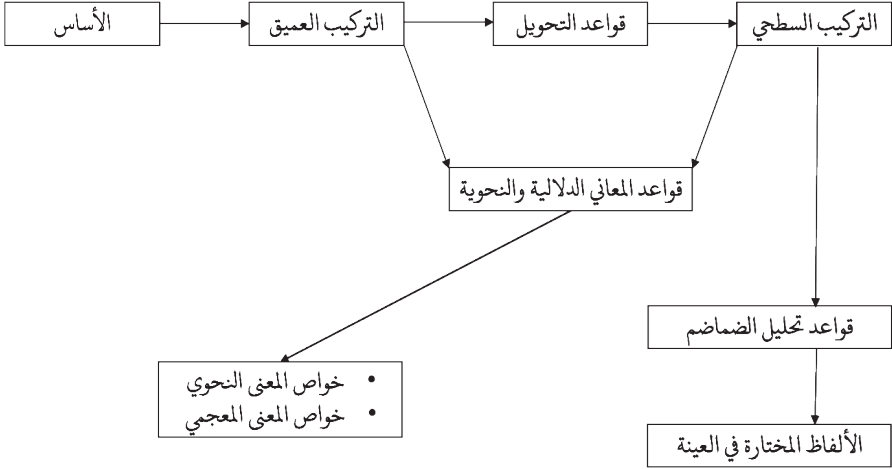 الأساس
التركيب العميق
قواعد التحويل
التركيب السطحي
قواعد المعاني الدلالية والنحوية
قواعد تحليل الضماضم
خواص المعنى النحوي
خواص المعنى المعجمي
الألفاظ المختارة في العينة